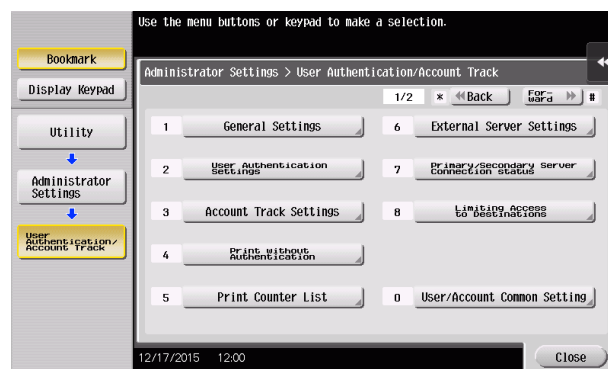 Use the menu buttons or keypad to make a selection.
Bookmark
Display Keypad
Utility
Administrator
Settings
User
Authentication/
Account Track
Administrator Settings > User Authentication/Account Track
1/2 * Back For-
ward #
1 General Settings
2 User Authentication
Settings
3 Account Track Settings
4 Print without
Authentication
5 Print Counter List
6 External Server Settings
7 Primary/Secondary Server
Connection status
8 Limiting Access
to Destinations
0 User/Account Common Setting
12/17/2015 12:00
Close